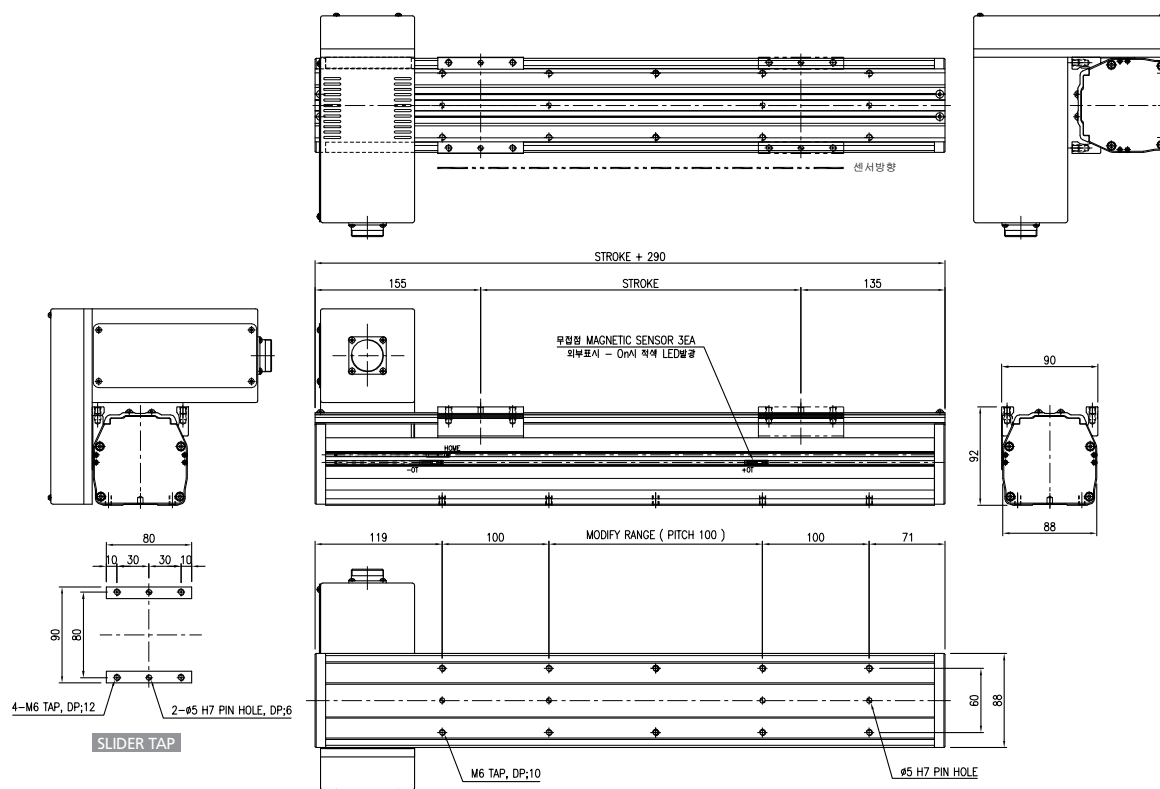 센서방향
STROKE + 290
155
STROKE
135
무접점 MAGNETIC SENSOR 3EA
외부표시 - On시 적색 LED발광
90
92
88
HOME
-OT
+OT
119
100
MODIFY RANGE ( PITCH 100 )
100
71
80
10
30
30
10
90
80
4-M6 TAP, DP;12
2-ø5 H7 PIN HOLE, DP;6
SLIDER TAP
60
88
M6 TAP, DP;10
ø5 H7 PIN HOLE